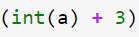 (int(a) + 3)